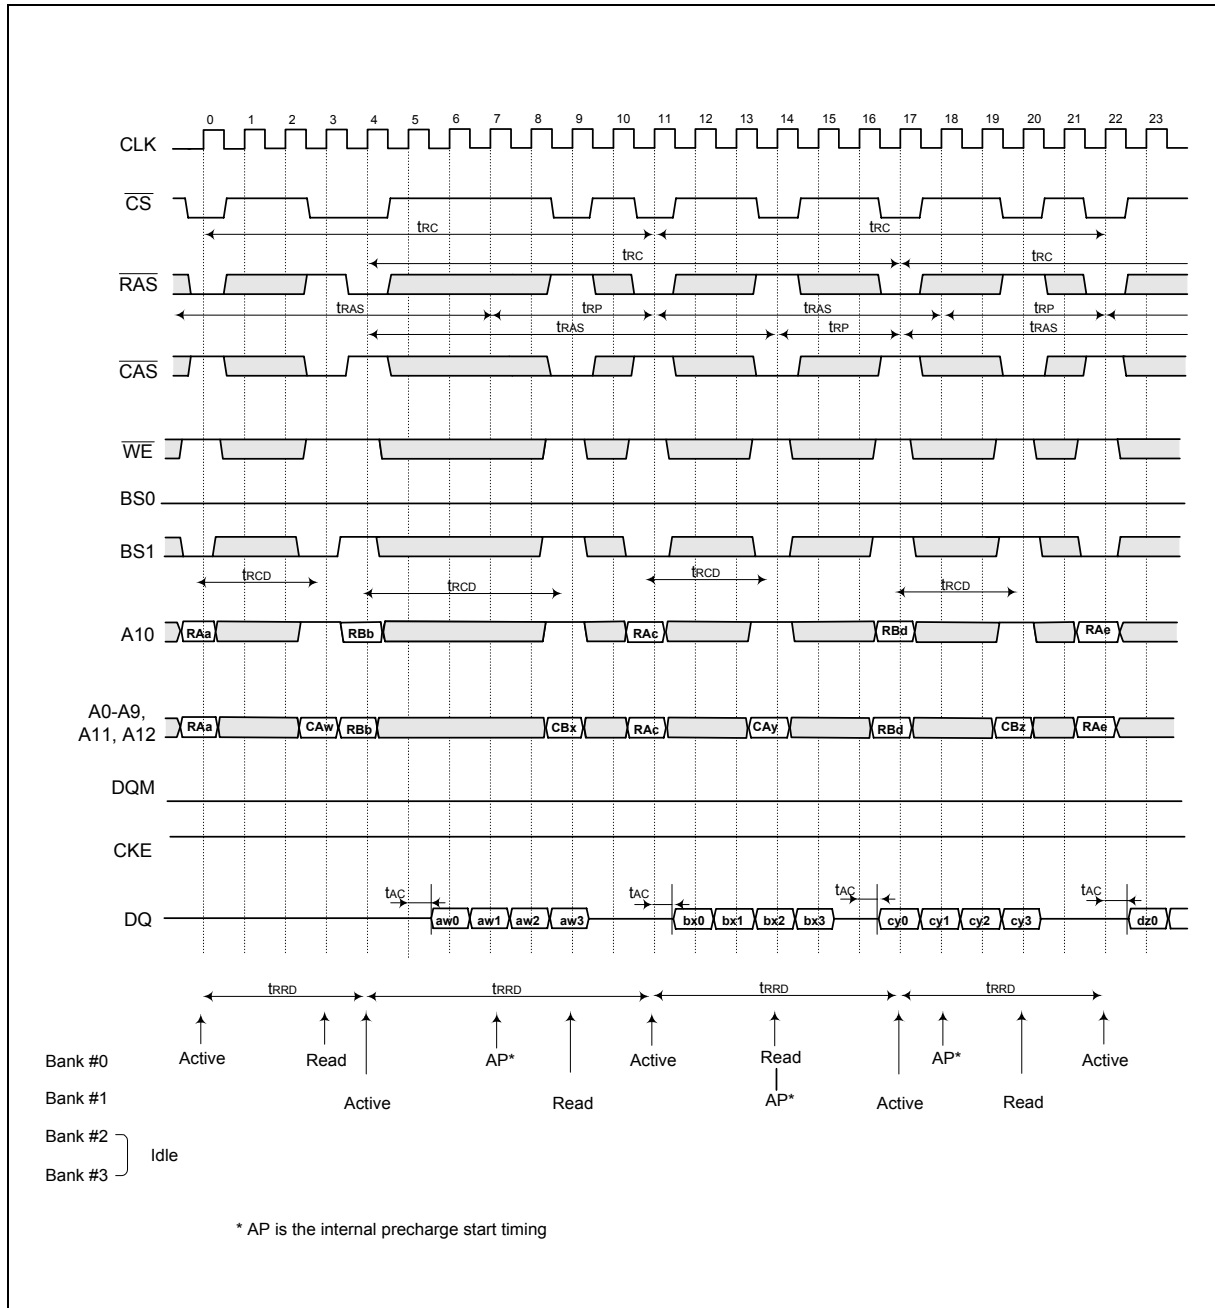 0 1 2 3 4 5 6 7 8 9 10 11 12 13 14 15 16 17 18 19 20 21 22 23
CLK
CS
tRC tRC
tRC tRC
RAS
tRAS tRP tRAS tRP
tRAS tRP tRAS
CAS
WE
BS0
BS1
tRCD tRCD tRCD tRCD
A10 RAa RBb RAc RBd RAe
A0-A9,
A11, A12 RAa CAw RBb CBx RAc CAy RBd CBz RAe
DQM
CKE
tAC tAC tAC tAC
DQ aw0 aw1 aw2 aw3 bx0 bx1 bx2 bx3 cy0 cy1 cy2 cy3 dz0
tRRD tRRD tRRD tRRD
Bank #0 Active Read AP* Active Read AP* Active
Bank #1 Active Read AP* Active Read
Bank #2
Idle
Bank #3
* AP is the internal precharge start timing